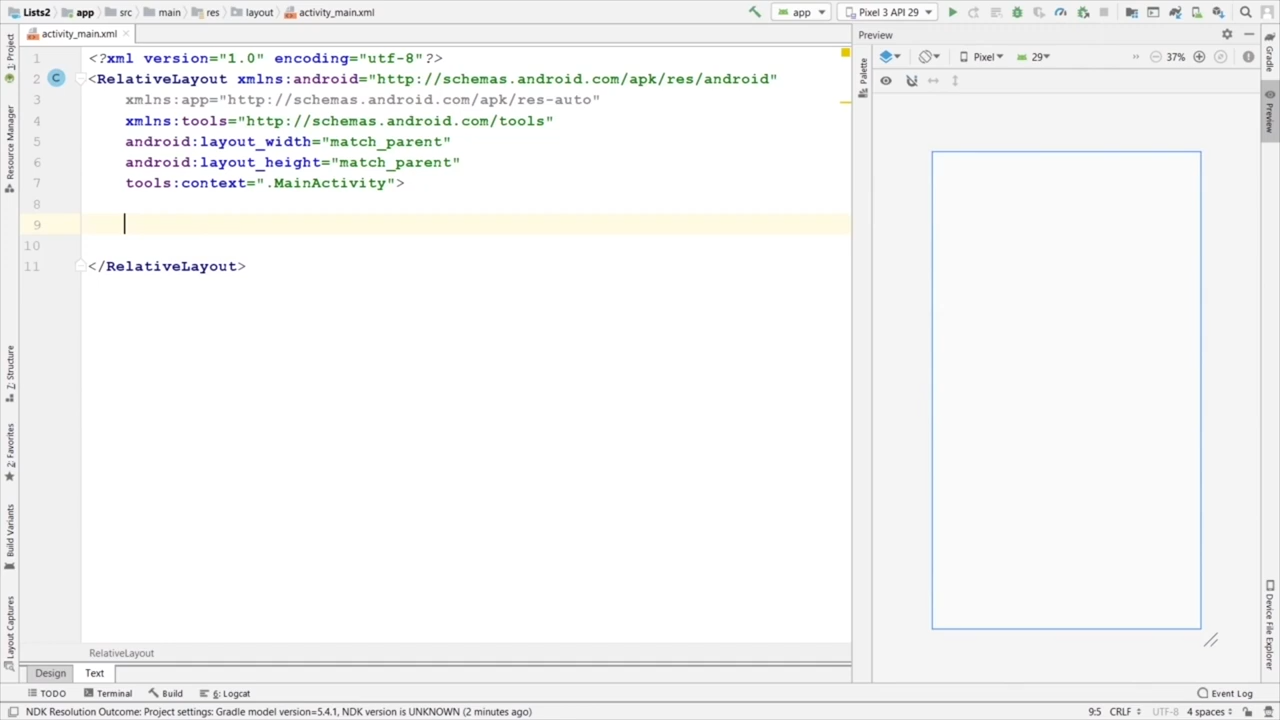 Lists2 app src main res layout activity_main.xml app Pixel 3 API 29
activity_main.xml
Preview
1 <?xml version="1.0" encoding="utf-8"?>
2 C <RelativeLayout xmlns:android="http://schemas.android.com/apk/res/android"
3 xmlns:app="http://schemas.android.com/apk/res-auto"
4 xmlns:tools="http://schemas.android.com/tools"
5 android:layout_width="match_parent"
6 android:layout_height="match_parent"
7 tools:context=".MainActivity">
8
9
10
11 </RelativeLayout>
RelativeLayout
Design Text
1: Project
Resource Manager
7: Structure
2: Favorites
Build Variants
Layout Captures
Palette
Pixel 29 37%
Gradle
Preview
Device File Explorer
TODO Terminal Build 6: Logcat Event Log
NDK Resolution Outcome: Project settings: Gradle model version=5.4.1, NDK version is UNKNOWN (2 minutes ago) 9:5 CRLF UTF-8 4 spaces